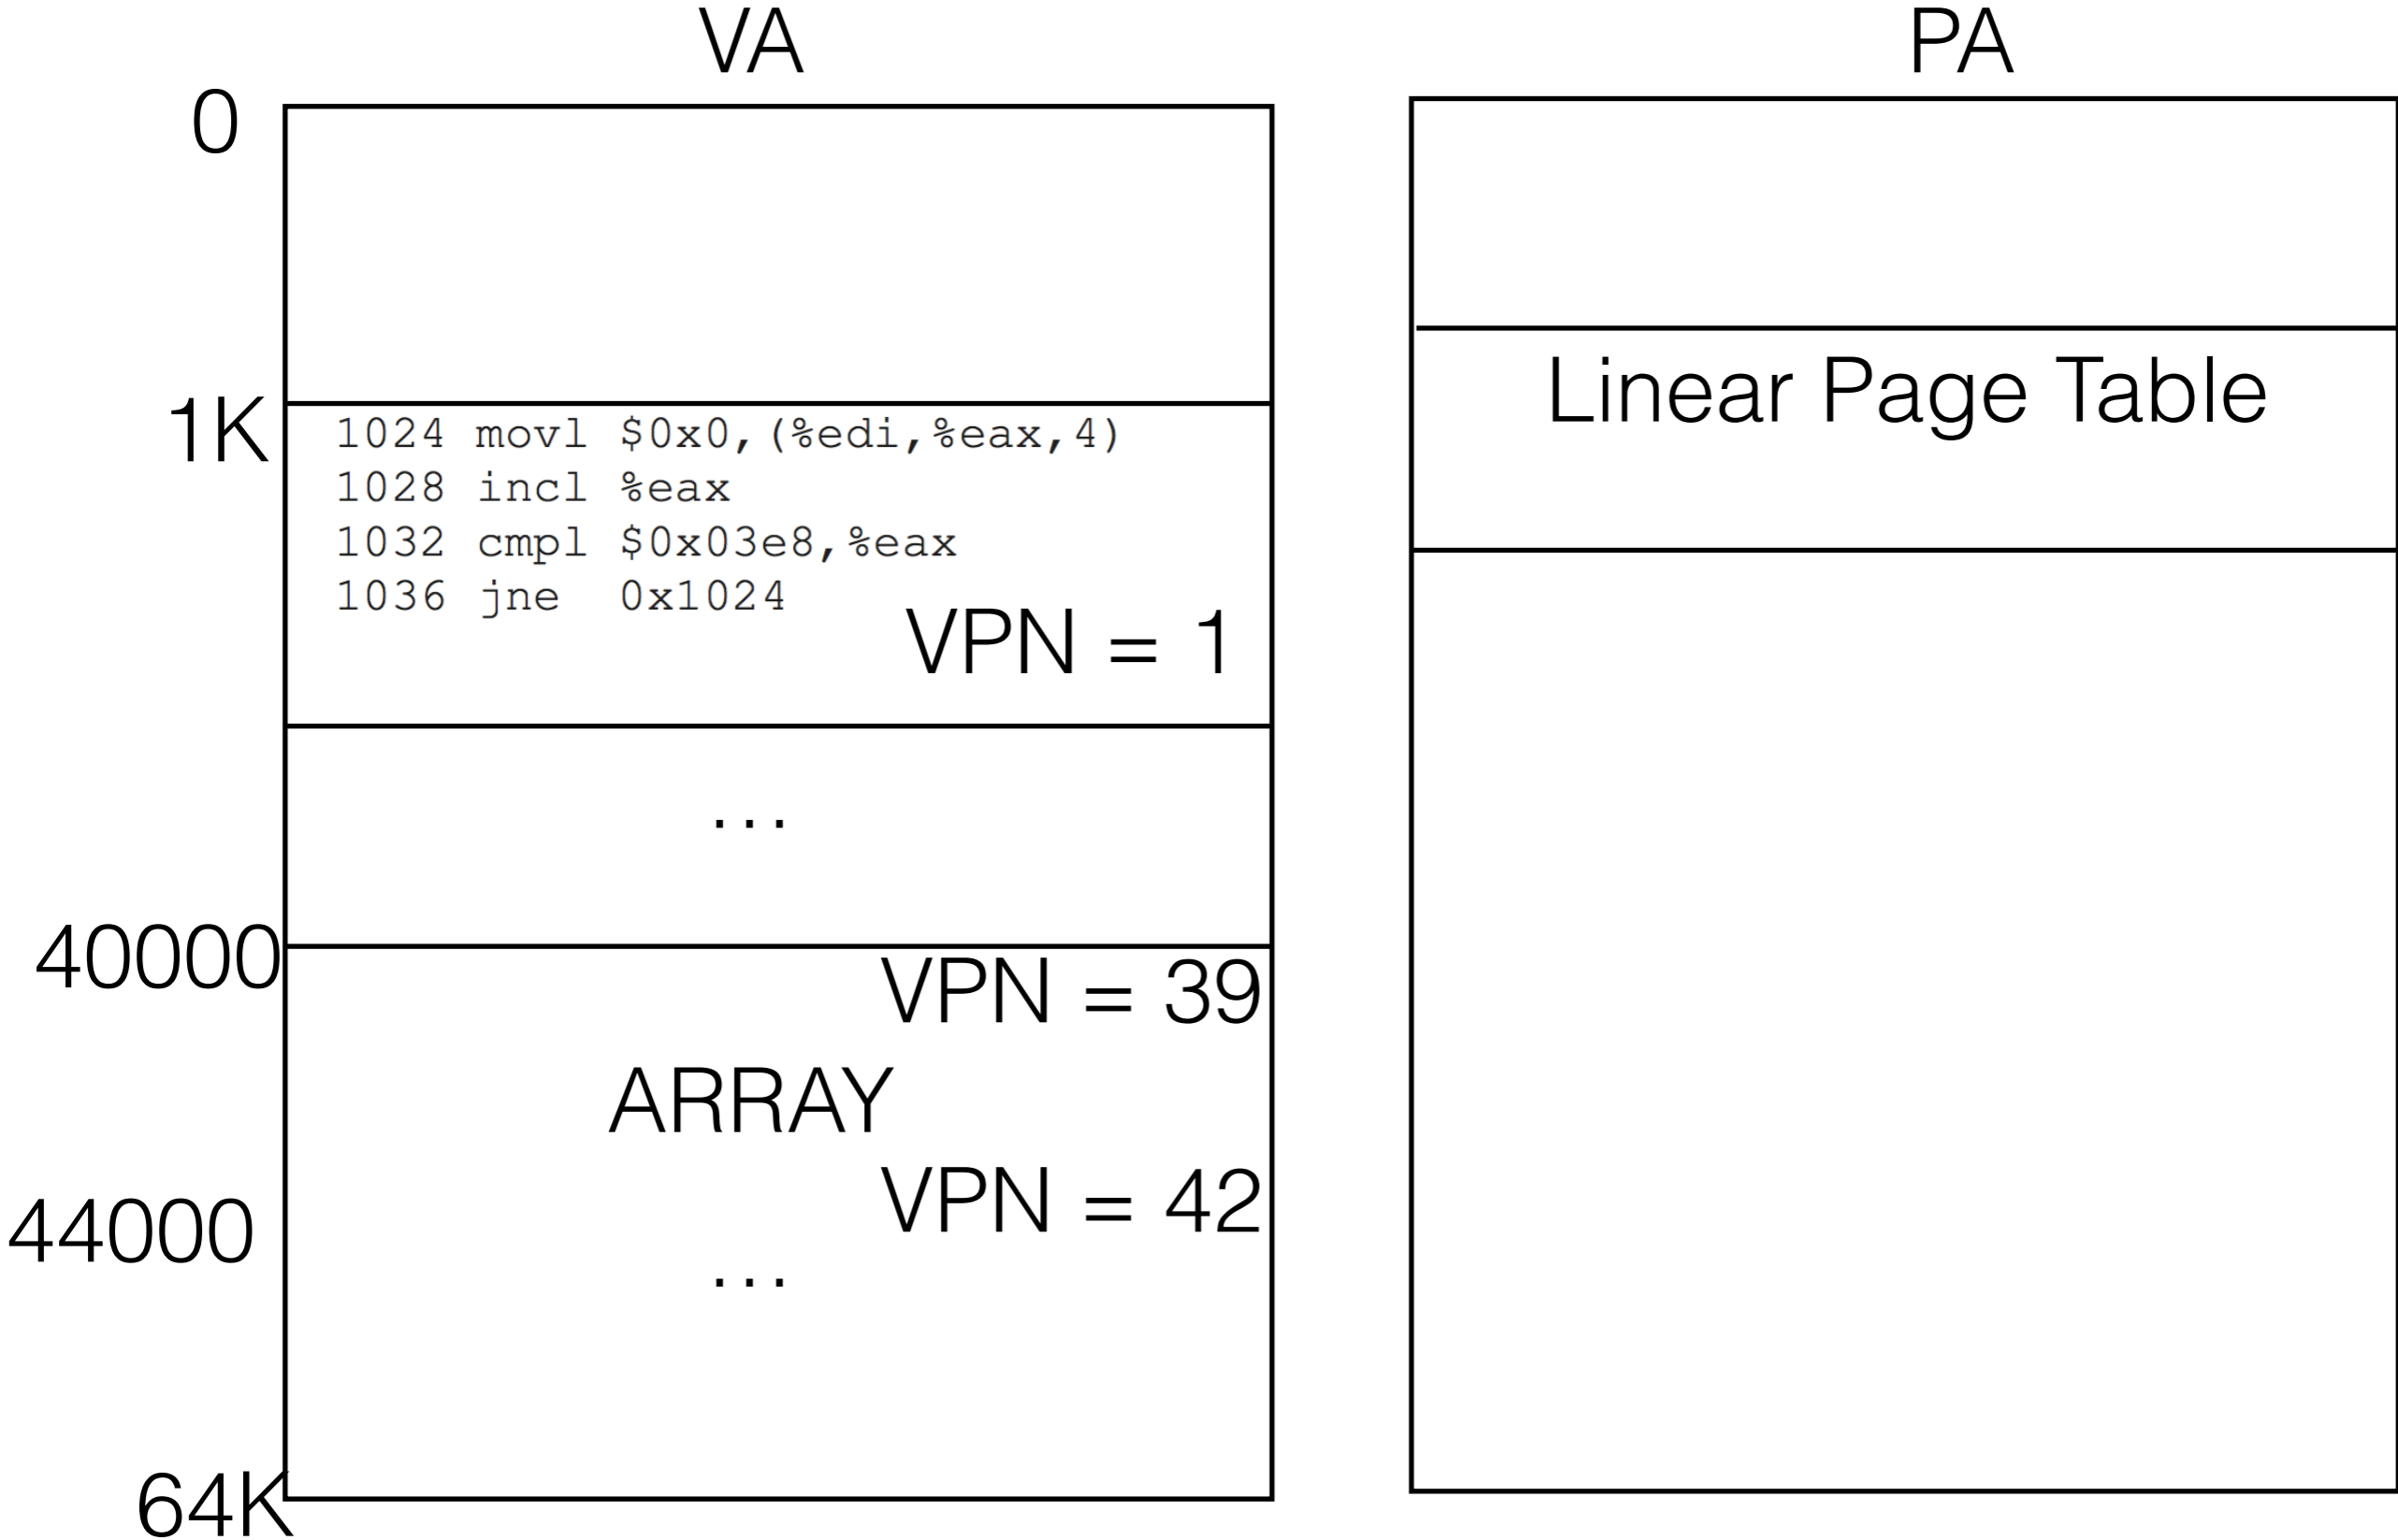 VA
PA
0
1K
1024 movl $0x0,(%edi,%eax,4)
1028 incl %eax
1032 cmpl $0x03e8,%eax
1036 jne 0x1024
VPN = 1
...
40000
VPN = 39
ARRAY
VPN = 42
44000
...
64K
Linear Page Table